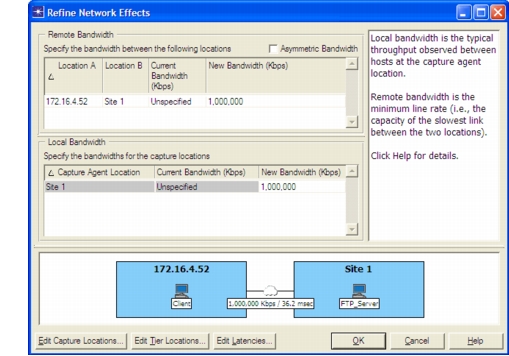 Refine Network Effects
Remote Bandwidth
Specify the bandwidth between the following locations
Asymmetric Bandwidth
Location A
Location B
Current Bandwidth (Kbps)
New Bandwidth (Kbps)
172.16.4.52
Site 1
Unspecified
1,000.000
Local Bandwidth
Specify the bandwidths for the capture locations
Capture Agent Location
Current Bandwidth (Kbps)
New Bandwidth (Kbps)
Site 1
Unspecified
1,000,000
Local bandwidth is the typical
throughput observed between
hosts at the capture agent
location.
Remote bandwidth is the
minimum line rate (i.e., the
capacity of the slowest link
between the two locations).
Click Help for details.
172.16.4.52
Client
1,000.000 Kbps / 36.2 msec
Site 1
FTP_Server
Edit Capture Locations...
Edit Tier Locations...
Edit Latencies...
OK
Cancel
Help